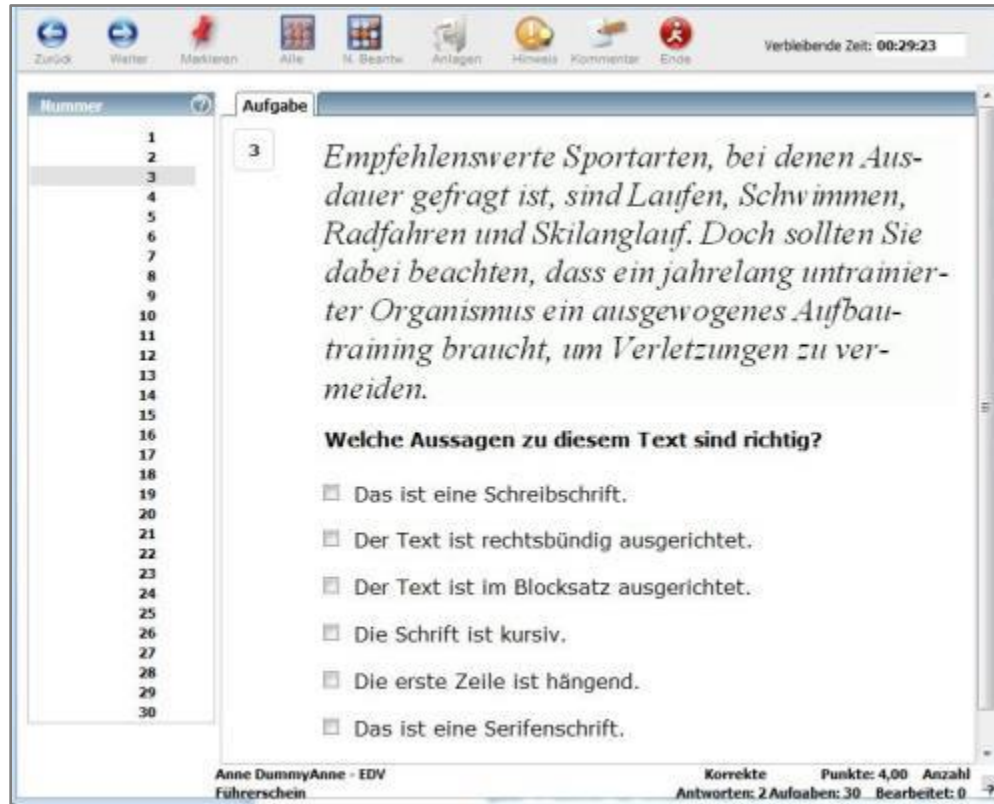 Zurück Weiter Markieren Alle N. Bearbw. Anlagen Hinweis Kommentar Ende Verbleibende Zeit: 00:29:23
Nummer
1
2
3
4
5
6
7
8
9
10
11
12
13
14
15
16
17
18
19
20
21
22
23
24
25
26
27
28
29
30
Aufgabe
3
Empfehlenswerte Sportarten, bei denen Aus-
dauer gefragt ist, sind Laufen, Schwimmen,
Radfahren und Skilanglauf. Doch sollten Sie
dabei beachten, dass ein jahrelang untrainier-
ter Organismus ein ausgewogenes Aufbau-
training braucht, um Verletzungen zu ver-
meiden.
Welche Aussagen zu diesem Text sind richtig?
Das ist eine Schreibschrift.
Der Text ist rechtsbündig ausgerichtet.
Der Text ist im Blocksatz ausgerichtet.
Die Schrift ist kursiv.
Die erste Zeile ist hängend.
Das ist eine Serifenschrift.
Anne DummyAnne - EDV
Führerschein
Korrekte Punkte: 4,00 Anzahl
Antworten: 2 Aufgaben: 30 Bearbeitet: 0